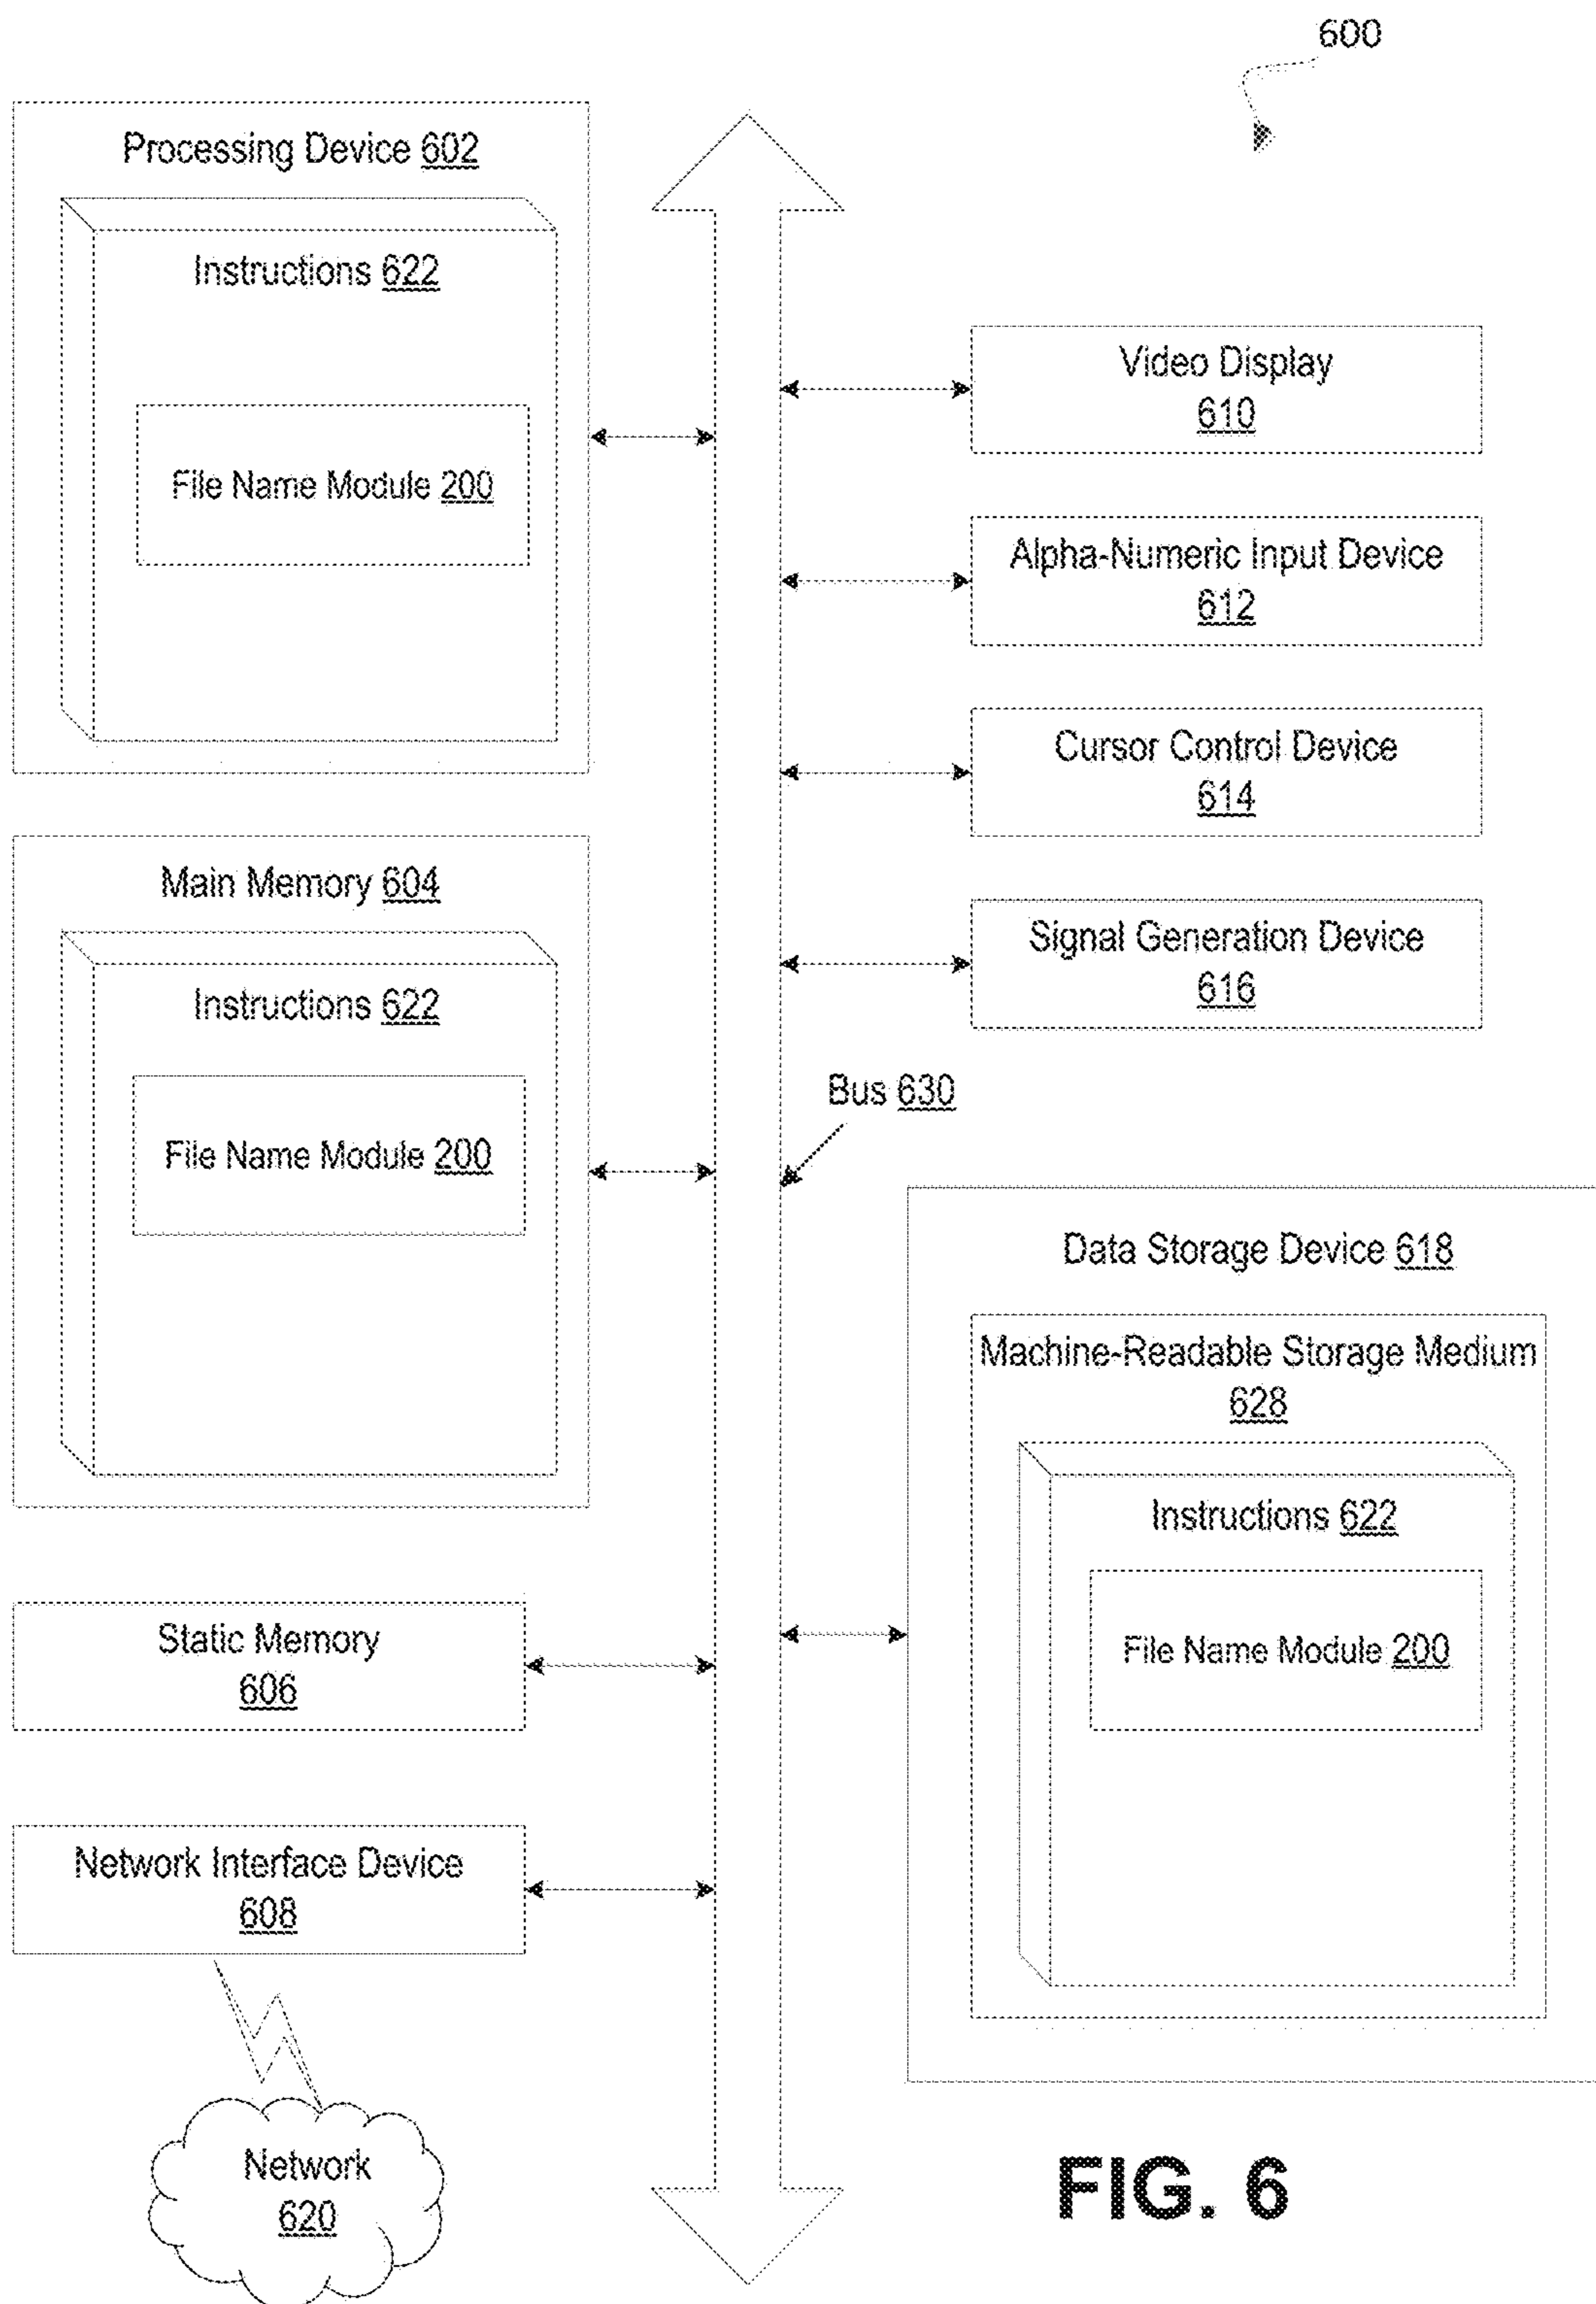 600
Processing Device 602
Instructions 622
File Name Module 200
Main Memory 604
Instructions 622
File Name Module 200
Static Memory
606
Network Interface Device
608
Network
620
Video Display
610
Alpha-Numeric Input Device
612
Cursor Control Device
614
Signal Generation Device
616
Bus 630
Data Storage Device 618
Machine-Readable Storage Medium
628
Instructions 622
File Name Module 200
FIG. 6